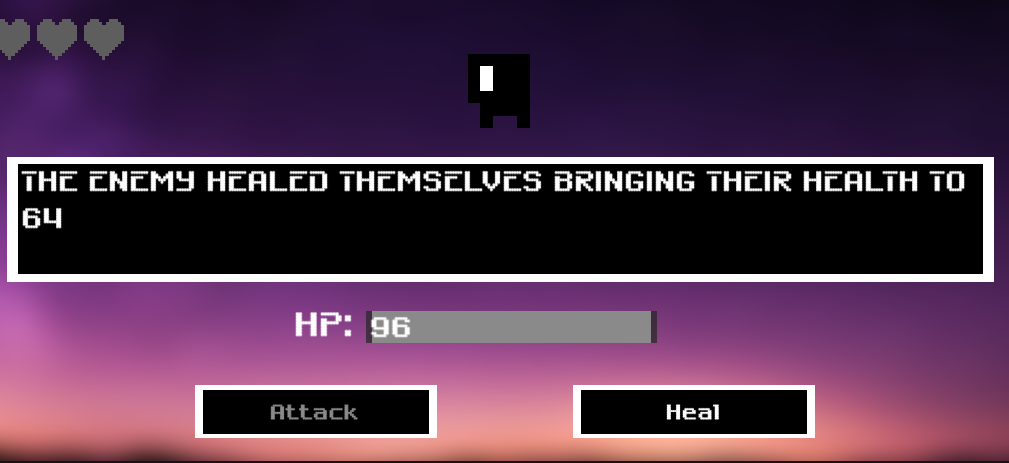 THE ENEMY HEALED THEMSELVES BRINGING THEIR HEALTH TO
64
HP: 96
Attack
Heal